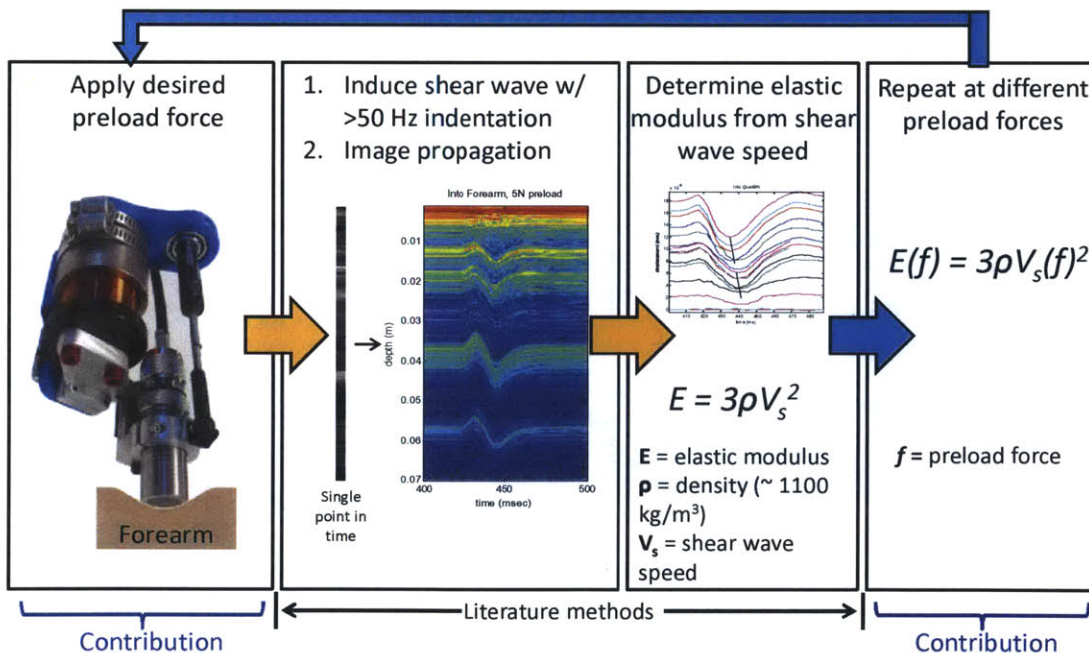 Apply desired
preload force
Forearm
1. Induce shear wave w/
>50 Hz indentation
2. Image propagation
Into Forearm, 5N preload
depth (m)
0.01
0.02
0.03
0.04
0.05
0.06
0.07
400
450
500
time (msec)
Single
point in
time
Determine elastic
modulus from shear
wave speed
E = 3ρVₛ²
E = elastic modulus
ρ = density (~ 1100
kg/m³)
Vₛ = shear wave
speed
Repeat at different
preload forces
E(f) = 3ρVₛ(f)²
f = preload force
Contribution
Literature methods
Contribution